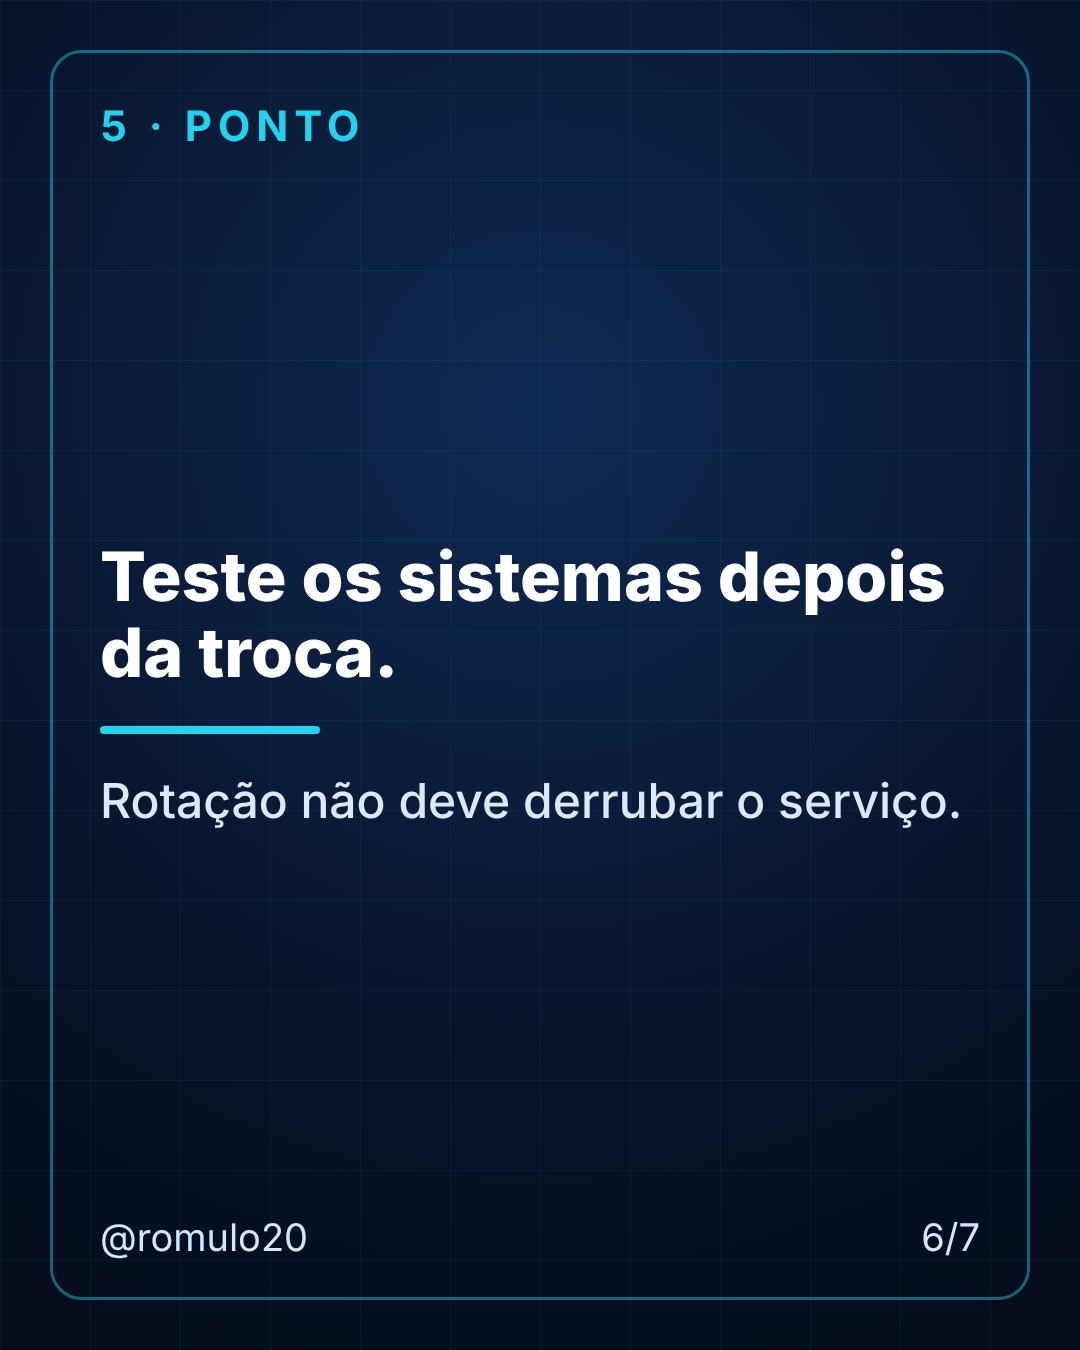 5 · PONTO
Teste os sistemas depois
da troca.
Rotação não deve derrubar o serviço.
@romulo20
6/7